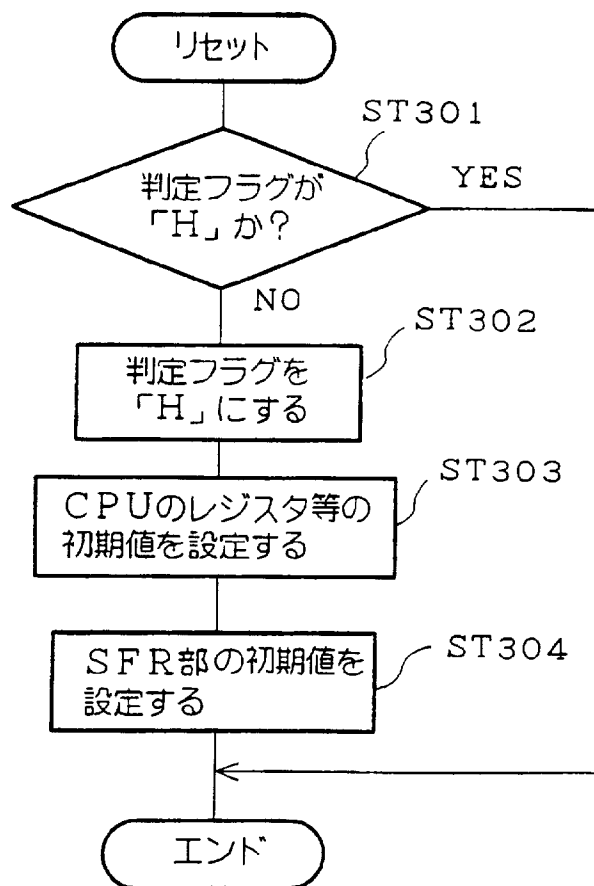 リセット
ST301
判定フラグが
「H」か?
YES
NO
ST302
判定フラグを
「H」にする
ST303
CPUのレジスタ等の
初期値を設定する
ST304
SFR部の初期値を
設定する
エンド